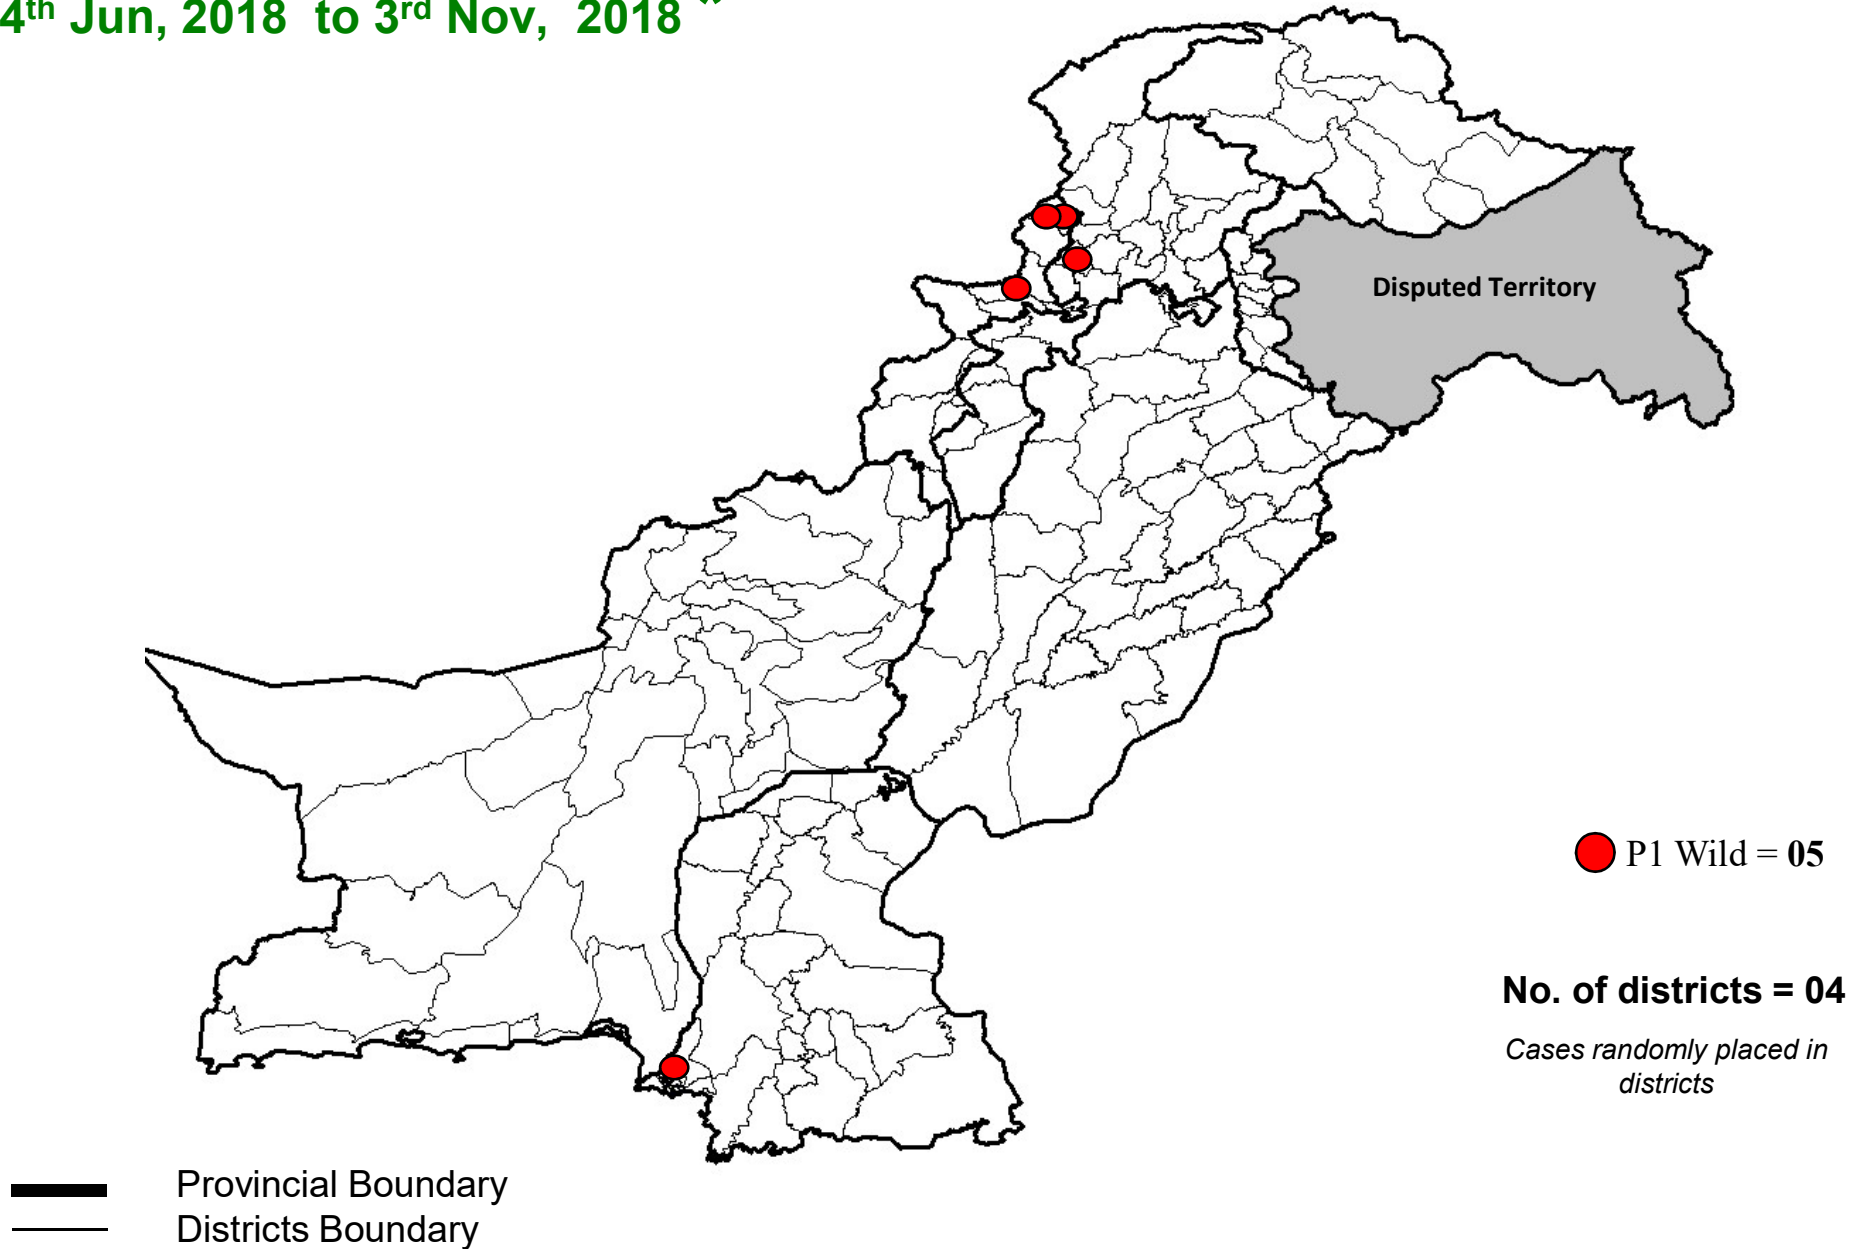 4th Jun, 2018 to 3rd Nov, 2018 *
Disputed Territory
P1 Wild = 05
No. of districts = 04
Cases randomly placed in
districts
Provincial Boundary
Districts Boundary